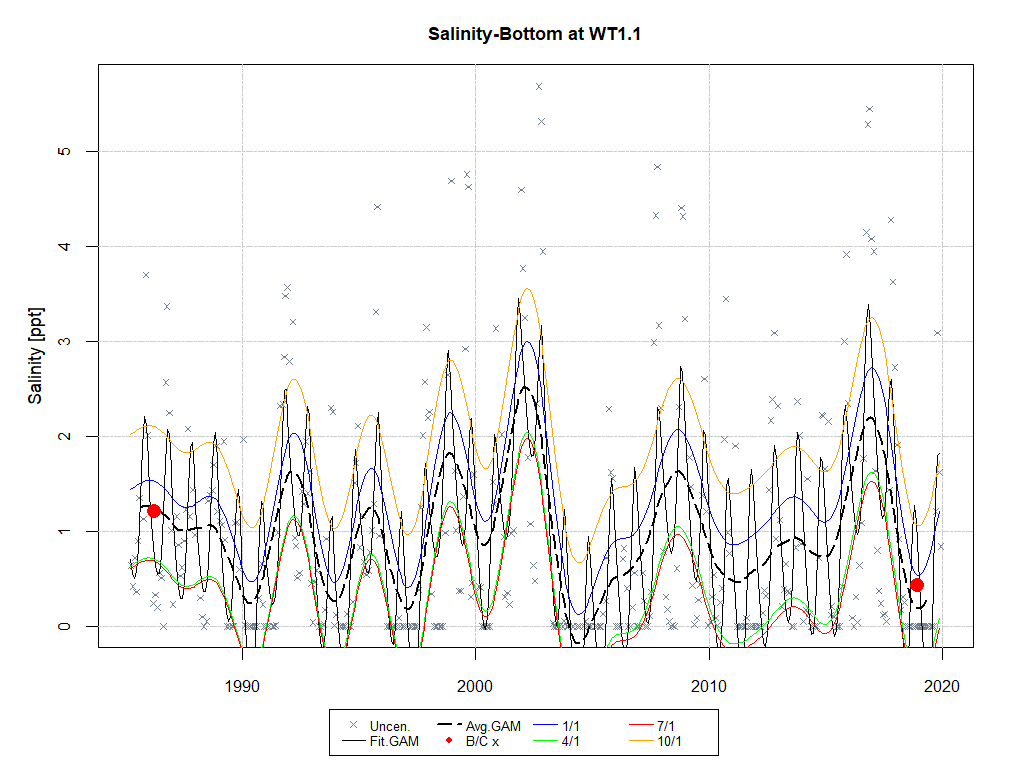 Salinity-Bottom at WT1.1
Salinity [ppt]
5
4
3
2
1
0
1990 2000 2010 2020
Uncen. Avg.GAM 1/1 7/1
Fit.GAM B/C x 4/1 10/1